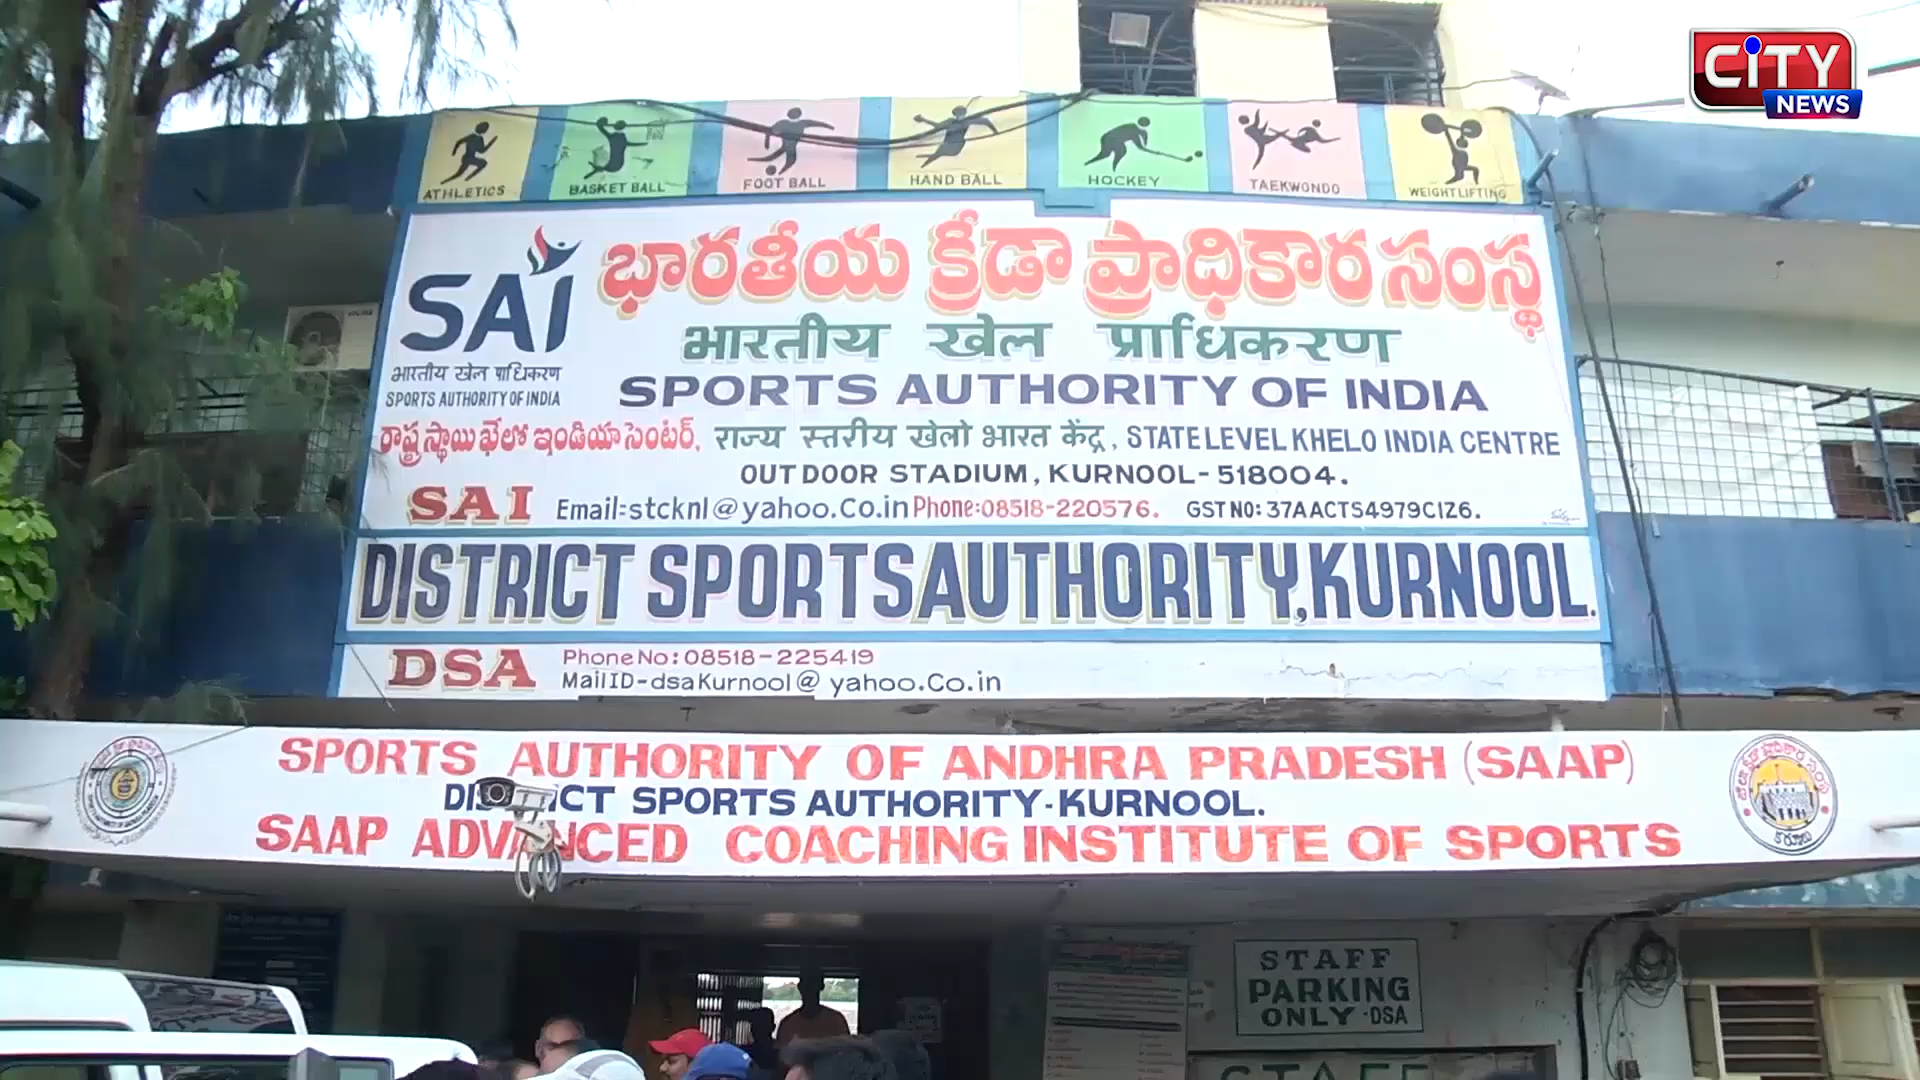 CiTY
NEWS
ATHLETICS
BASKET BALL
FOOT BALL
HAND BALL
HOCKEY
TAEKWONDO
WEIGHTLIFTING
SAI
भारतीय खेल प्राधिकरण
SPORTS AUTHORITY OF INDIA
భారతీయ క్రీడా ప్రాధికార సంస్థ
भारतीय खेल प्राधिकरण
SPORTS AUTHORITY OF INDIA
రాష్ట్ర స్థాయి ఖేలో ఇండియా సెంటర్, राज्य स्तरीय खेलो भारत केंद्र, STATE LEVEL KHELO INDIA CENTRE
OUT DOOR STADIUM, KURNOOL-518004.
SAI Email:stcknl@yahoo.Co.in Phone:08518-220576. GST NO: 37AACTS4979C1Z6.
DISTRICT SPORTS AUTHORITY, KURNOOL.
DSA Phone No: 08518-225419
Mail ID-dsaKurnool@yahoo.Co.in
SPORTS AUTHORITY OF ANDHRA PRADESH (SAAP)
SPORTS AUTHORITY-KURNOOL.
SAAP COACHING INSTITUTE OF SPORTS
కర్నూలు
STAFF
PARKING
ONLY-DSA
STAFF